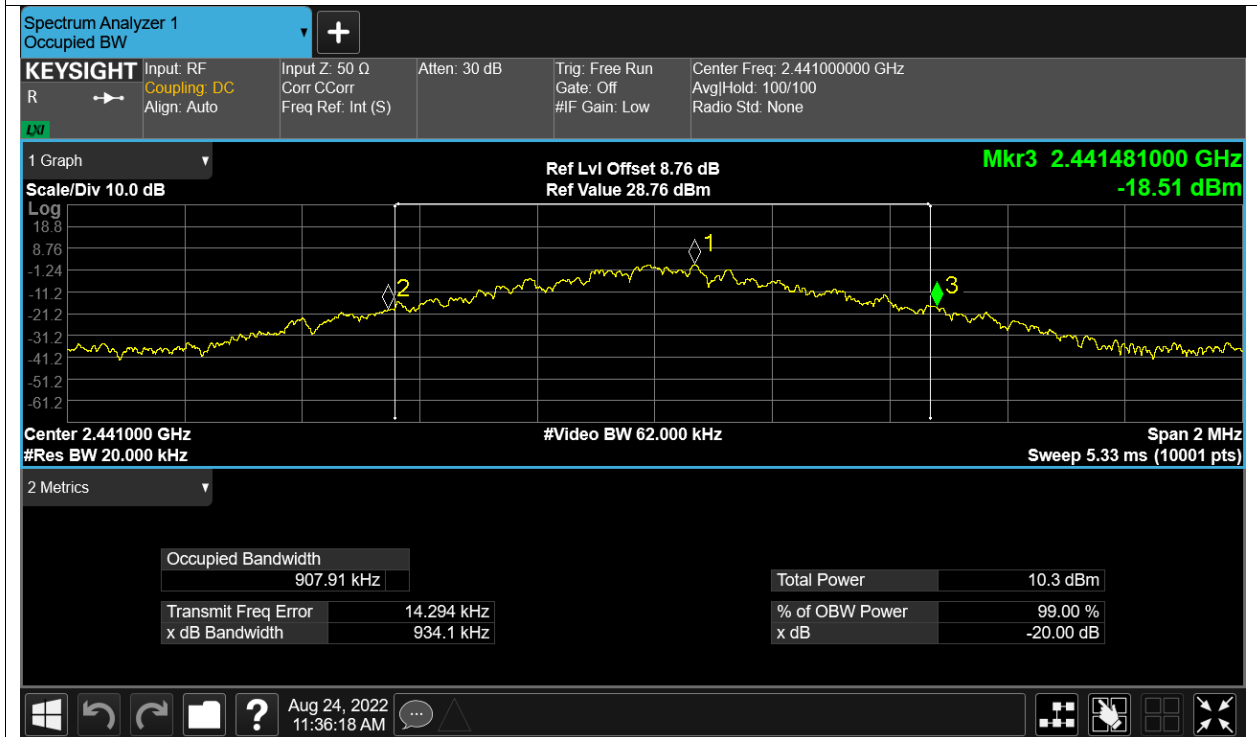 Spectrum Analyzer 1
Occupied BW
+
KEYSIGHT
R
LXI
Input: RF
Coupling: DC
Align: Auto
Input Z: 50 Ω
Corr CCorr
Freq Ref: Int (S)
Atten: 30 dB
Trig: Free Run
Gate: Off
#IF Gain: Low
Center Freq: 2.441000000 GHz
Avg|Hold: 100/100
Radio Std: None
1 Graph
Scale/Div 10.0 dB
Ref Lvl Offset 8.76 dB
Ref Value 28.76 dBm
Mkr3 2.441481000 GHz
-18.51 dBm
Log
18.8
8.76
-1.24
-11.2
-21.2
-31.2
-41.2
-51.2
-61.2
1
2
3
Center 2.441000 GHz
#Res BW 20.000 kHz
#Video BW 62.000 kHz
Span 2 MHz
Sweep 5.33 ms (10001 pts)
2 Metrics
Occupied Bandwidth
907.91 kHz
Transmit Freq Error 14.294 kHz
x dB Bandwidth 934.1 kHz
Total Power 10.3 dBm
% of OBW Power 99.00 %
x dB -20.00 dB
?
Aug 24, 2022
11:36:18 AM